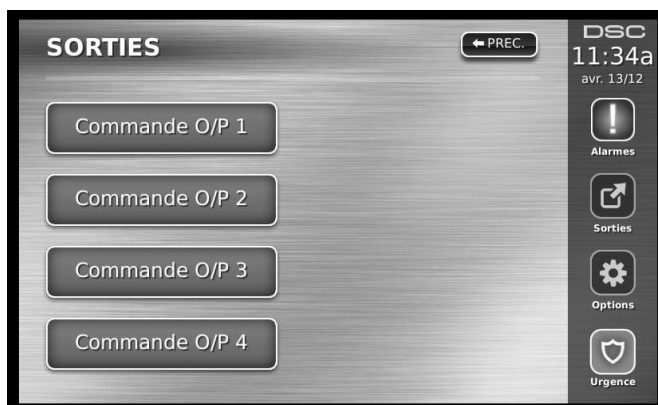 SORTIES
PREC.
Commande O/P 1
Commande O/P 2
Commande O/P 3
Commande O/P 4
DSC
11:34a
avr. 13/12
Alarmes
Sorties
Options
Urgence